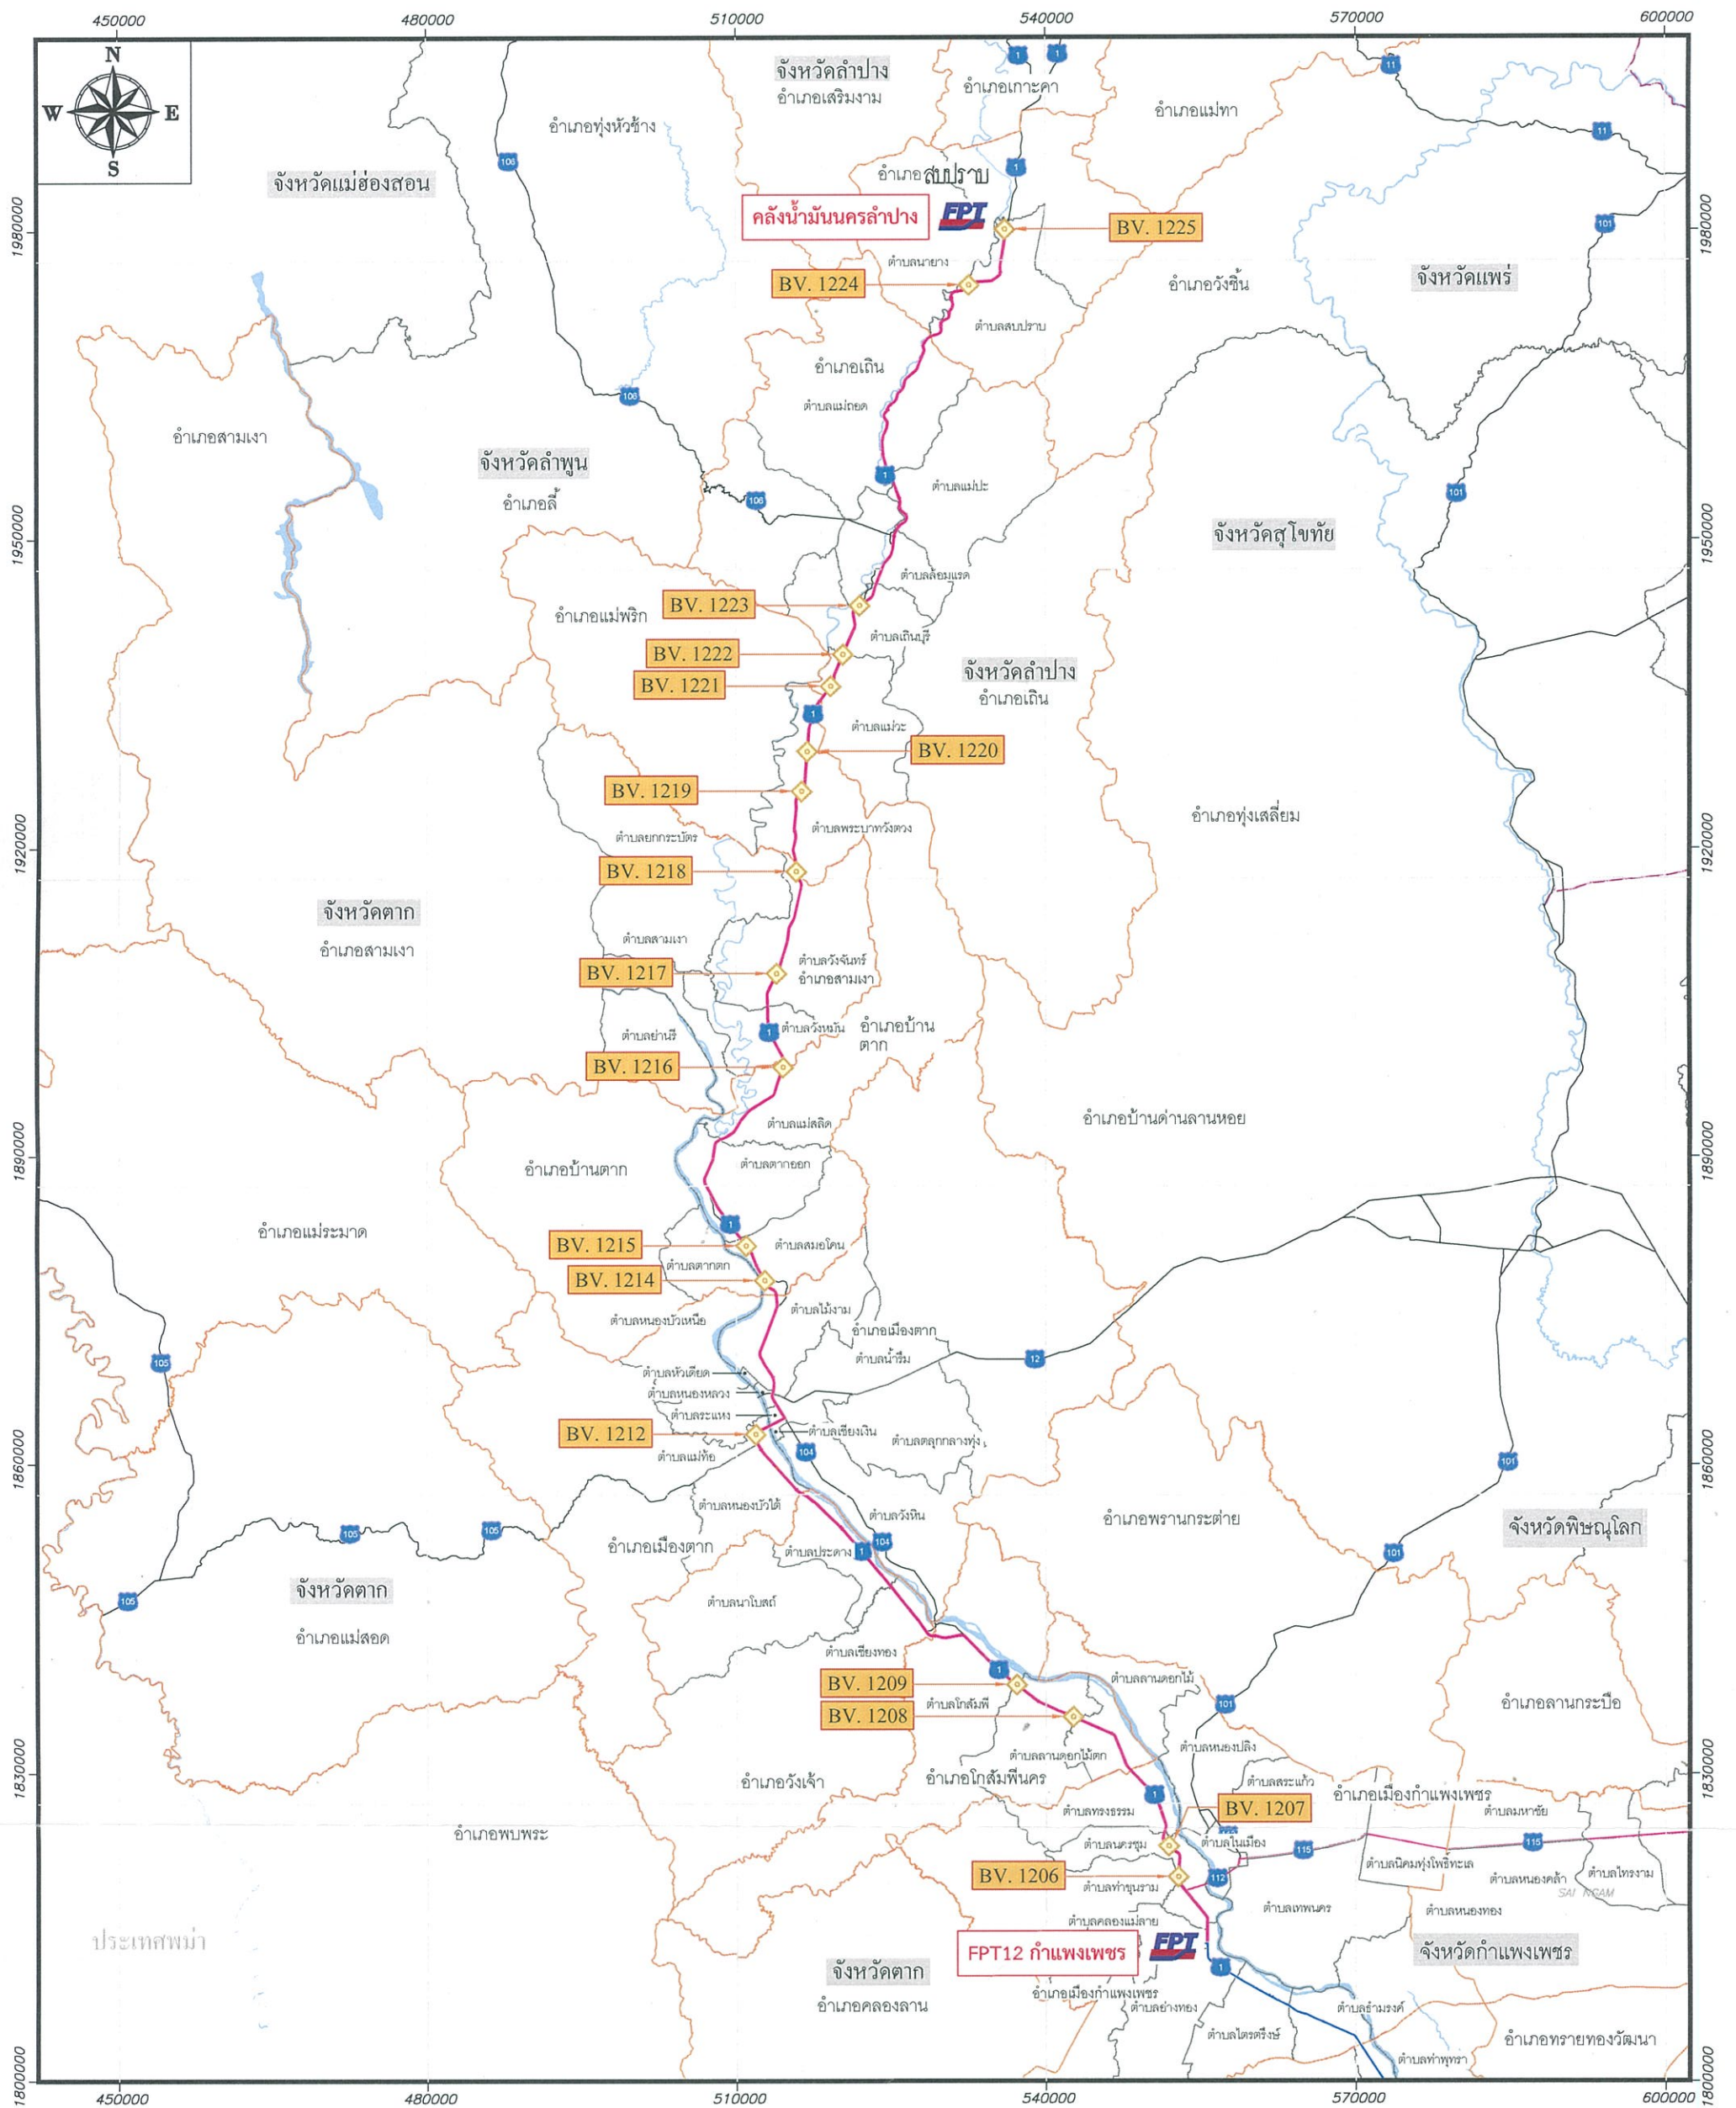 450000
480000
510000
540000
570000
600000
N
W
E
S
จังหวัดลำปาง
อำเภอเสริมงาม
1
1
11
อำเภอเกาะคา
อำเภอแม่ทา
อำเภอทุ่งหัวช้าง
11
106
1
จังหวัดแม่ฮ่องสอน
อำเภอสบปราบ
คลังน้ำมันนครลำปาง
FPT
BV. 1225
101
1980000
1980000
ตำบลนายาง
BV. 1224
อำเภอวังชิ้น
จังหวัดแพร่
ตำบลสบปราบ
อำเภอเถิน
106
ตำบลแม่ถอด
อำเภอสามเงา
จังหวัดลำพูน
1
ตำบลแม่ปะ
101
อำเภอลี้
106
จังหวัดสุโขทัย
1950000
1950000
ตำบลล้อมแรด
BV. 1223
อำเภอแม่พริก
ตำบลเถินบุรี
BV. 1222
BV. 1221
จังหวัดลำปาง
อำเภอเถิน
1
ตำบลแม่วะ
BV. 1220
BV. 1219
อำเภอทุ่งเสลี่ยม
ตำบลยกกระบัตร
ตำบลพระบาทวังตวง
1920000
1920000
BV. 1218
จังหวัดตาก
อำเภอสามเงา
ตำบลสามเงา
ตำบลวังจันทร์
BV. 1217
อำเภอสามเงา
1
ตำบลวังหมัน
อำเภอบ้าน
ตาก
ตำบลย่านรี
BV. 1216
ตำบลแม่สลิด
อำเภอบ้านด่านลานหอย
1890000
1890000
อำเภอบ้านตาก
ตำบลตากออก
อำเภอแม่ระมาด
1
BV. 1215
ตำบลสมอโคน
ตำบลตากตก
BV. 1214
ตำบลหนองบัวเหนือ
ตำบลไม้งาม
อำเภอเมืองตาก
ตำบลน้ำรึม
12
105
ตำบลหัวเดียด
ตำบลหนองหลวง
ตำบลระแหง
BV. 1212
ตำบลเชียงเงิน
ตำบลตลุกกลางทุ่ง
ตำบลแม่ท้อ
104
101
1860000
1860000
ตำบลหนองบัวใต้
ตำบลวังหิน
อำเภอพรานกระต่าย
จังหวัดพิษณุโลก
105
105
อำเภอเมืองตาก
ตำบลประดาง
1
104
101
จังหวัดตาก
105
ตำบลนาโบสถ์
อำเภอแม่สอด
ตำบลเชียงทอง
1
BV. 1209
ตำบลลานดอกไม้
ตำบลโกสัมพี
101
อำเภอลานกระบือ
BV. 1208
ตำบลหนองปลิง
ตำบลลานดอกไม้ตก
อำเภอวังเจ้า
อำเภอโกสัมพีนคร
ตำบลสระแก้ว
1830000
1830000
1
อำเภอเมืองกำแพงเพชร
BV. 1207
ตำบลทรงธรรม
ตำบลมหาชัย
อำเภอพบพระ
ตำบลนครชุม
ตำบลในเมือง
115
115
ตำบลนิคมทุ่งโพธิ์ทะเล
BV. 1206
ตำบลท่าขุนราม
112
ตำบลหนองคล้า
ตำบลไทรงาม
SAI NGAM
ตำบลเทพนคร
ตำบลหนองทอง
ตำบลคลองแม่ลาย
ประเทศพม่า
FPT12 กำแพงเพชร
FPT
จังหวัดกำแพงเพชร
จังหวัดตาก
1
อำเภอคลองลาน
อำเภอเมืองกำแพงเพชร
ตำบลอ่างทอง
ตำบลธำมรงค์
ตำบลไตรตรึงษ์
อำเภอทรายทองวัฒนา
ตำบลท่าพุทรา
1800000
1800000
450000
480000
510000
540000
570000
600000